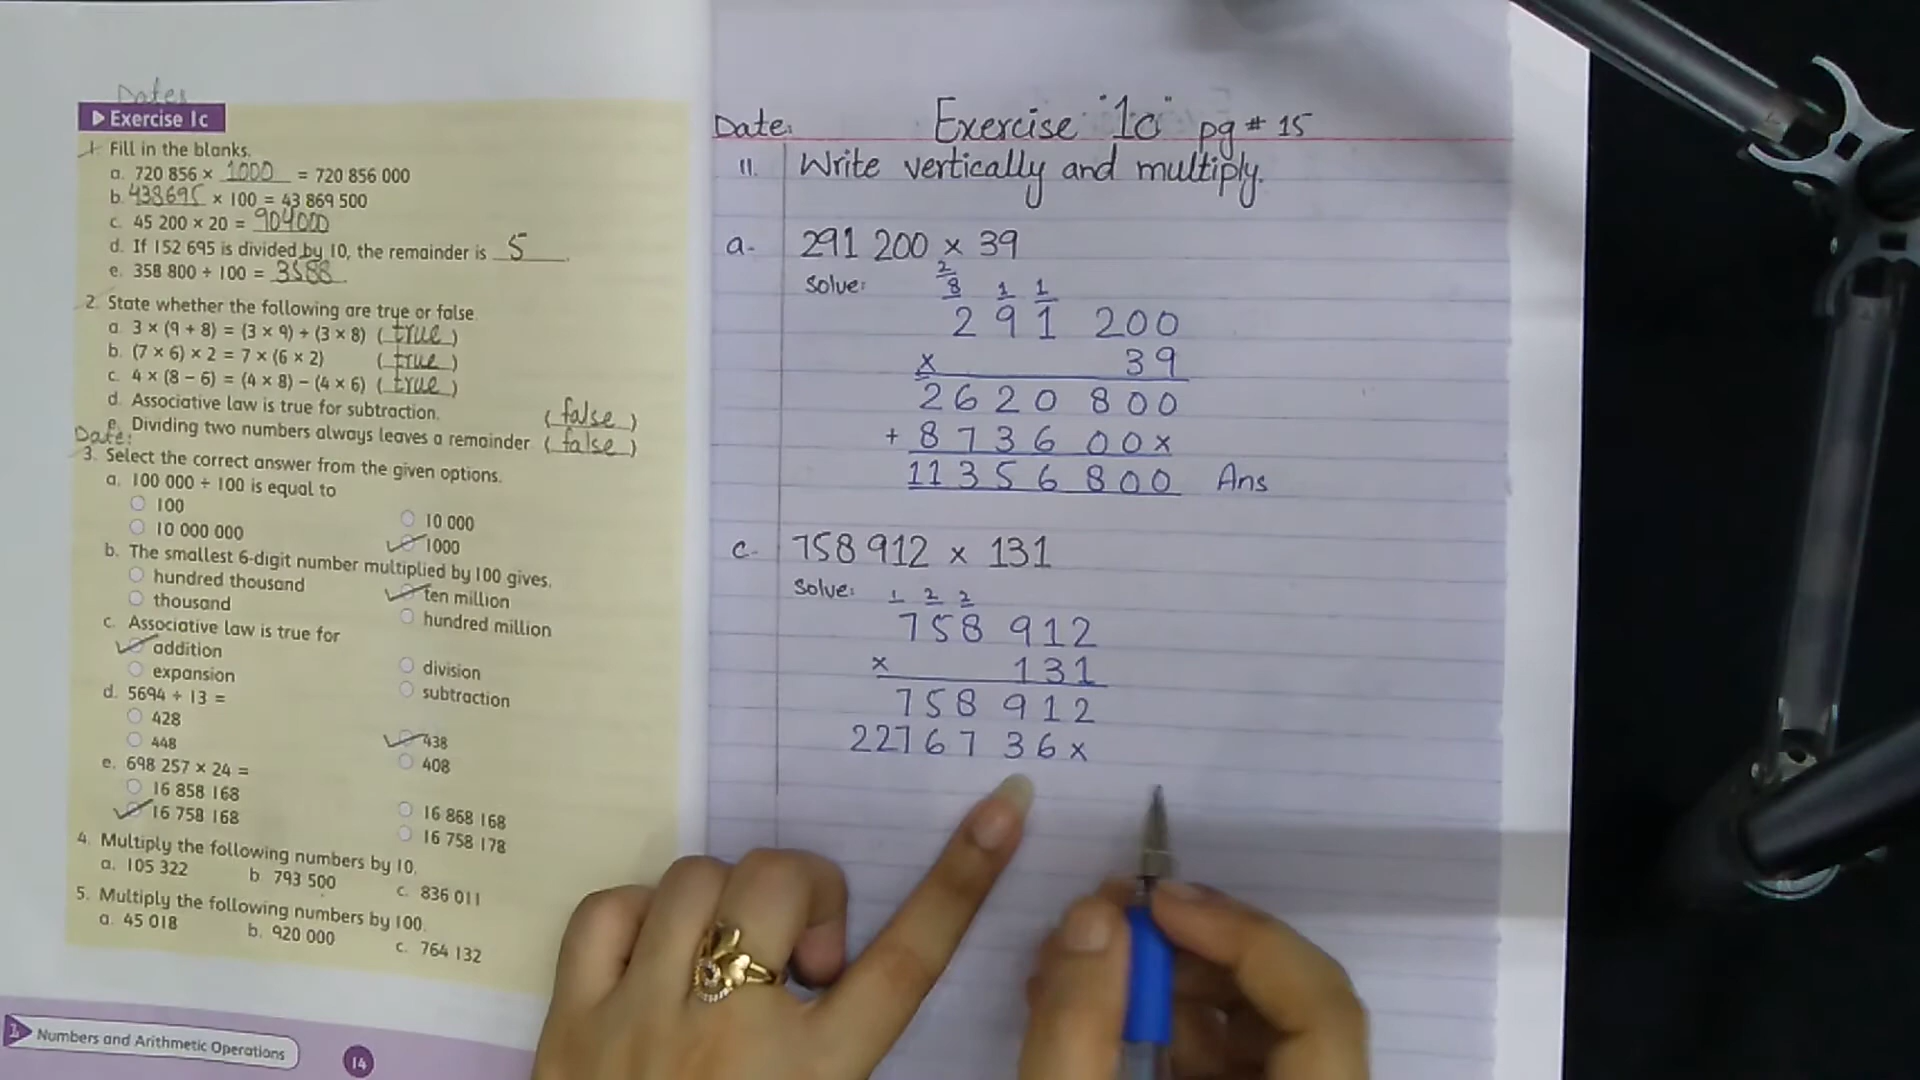 Date:
Exercise 1c
1. Fill in the blanks.
a. 720 856 × 1000 = 720 856 000
b. 438695 × 100 = 43 869 500
c. 45 200 × 20 = 904000
d. If 152 695 is divided by 10, the remainder is 5.
e. 358 800 ÷ 100 = 3588.
2. State whether the following are true or false.
a. 3 × (9 + 8) = (3 × 9) + (3 × 8) (true)
b. (7 × 6) × 2 = 7 × (6 × 2) (true)
c. 4 × (8 − 6) = (4 × 8) − (4 × 6) (true)
d. Associative law is true for subtraction. (false)
e. Dividing two numbers always leaves a remainder (false)
Date:
3. Select the correct answer from the given options.
a. 100 000 ÷ 100 is equal to
100 10 000
10 000 000 1000
b. The smallest 6-digit number multiplied by 100 gives.
hundred thousand ten million
thousand hundred million
c. Associative law is true for
addition division
expansion subtraction
d. 5694 ÷ 13 =
428 438
448 408
e. 698 257 × 24 =
16 858 168 16 868 168
16 758 168 16 758 178
4. Multiply the following numbers by 10.
a. 105 322 b. 793 500 c. 836 011
5. Multiply the following numbers by 100.
a. 45 018 b. 920 000 c. 764 132
Numbers and Arithmetic Operations
14
Date: Exercise "1c" pg # 15
11. Write vertically and multiply.
a. 291 200 × 39
2
Solve: 8 1 1
291 200
× 39
2620 800
+ 8736 00×
11356 800 Ans
c. 758 912 × 131
Solve: 1 2 2
758 912
× 131
758 912
22767 36×